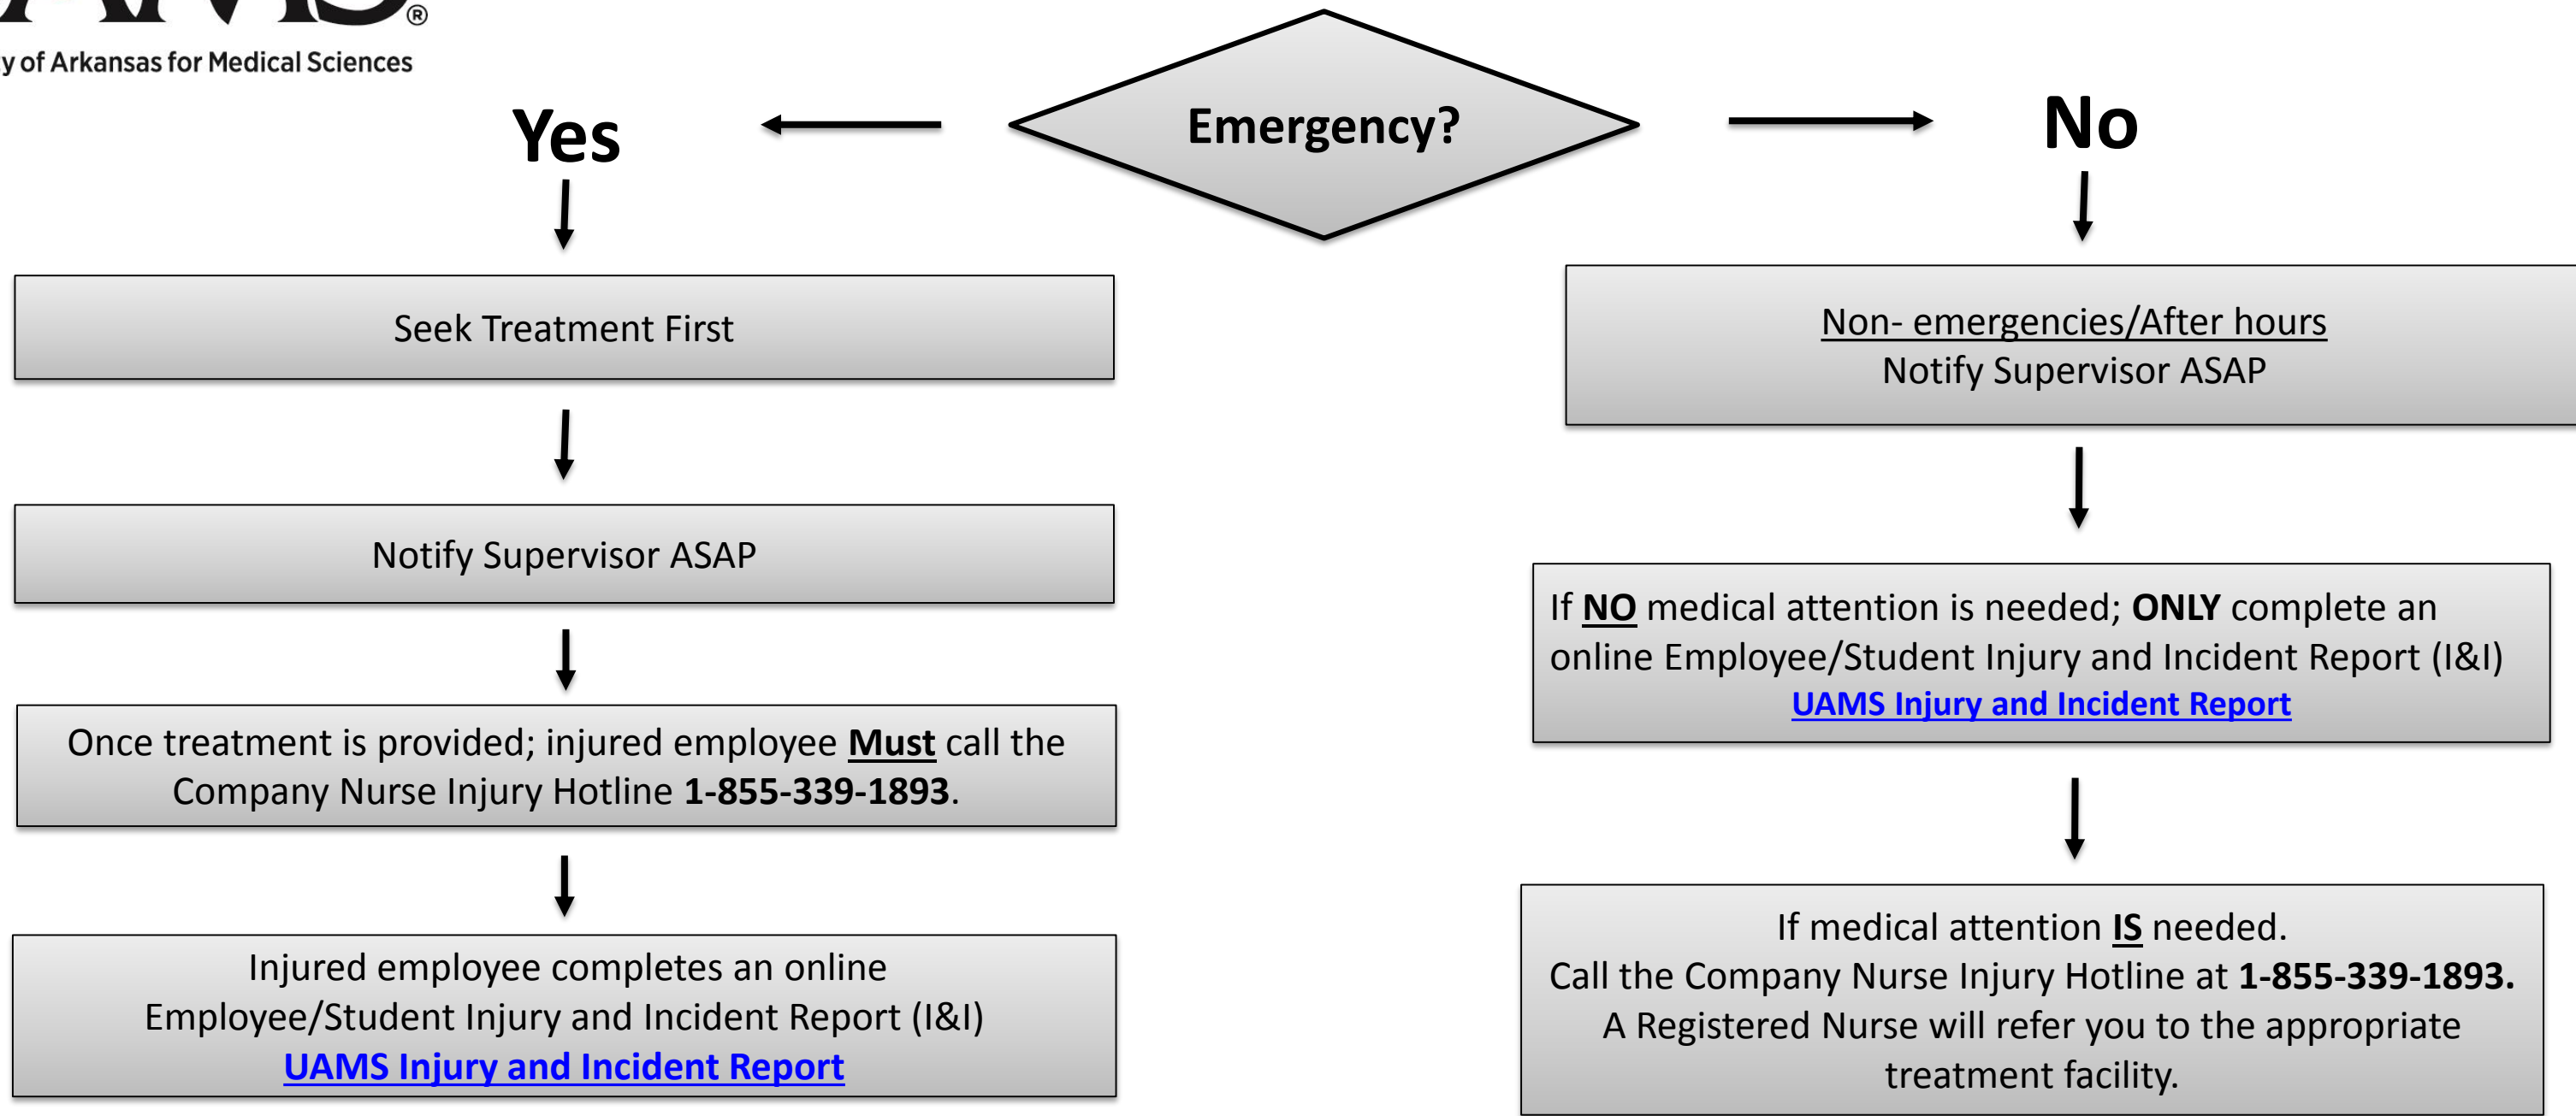 of Arkansas for Medical Sciences
Emergency?
Yes
No
Seek Treatment First
Notify Supervisor ASAP
Once treatment is provided; injured employee Must call the
Company Nurse Injury Hotline 1-855-339-1893.
Injured employee completes an online
Employee/Student Injury and Incident Report (I&I)
UAMS Injury and Incident Report
Non- emergencies/After hours
Notify Supervisor ASAP
If NO medical attention is needed; ONLY complete an
online Employee/Student Injury and Incident Report (I&I)
UAMS Injury and Incident Report
If medical attention IS needed.
Call the Company Nurse Injury Hotline at 1-855-339-1893.
A Registered Nurse will refer you to the appropriate
treatment facility.